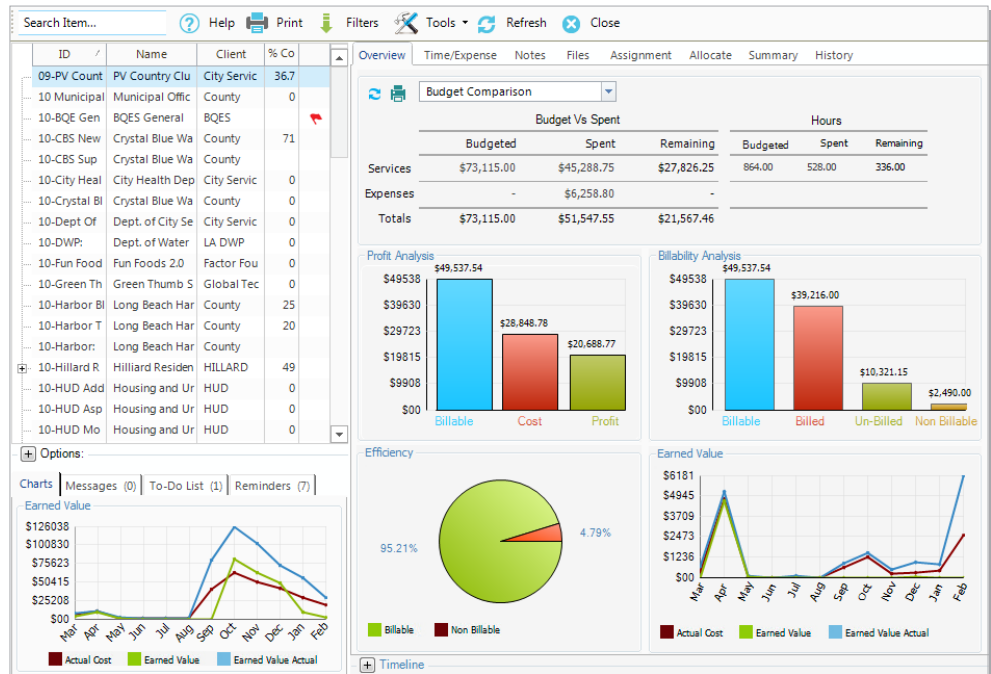 Search Item... Help Print Filters Tools Refresh Close
ID Name Client % Co
09-PV Count PV Country Clu City Servic 36.7
10 Municipal Municipal Offic County 0
10-BQE Gen BQES General BQES
10-CBS New Crystal Blue Wa County 71
10-CBS Sup Crystal Blue Wa County
10-City Heal City Health Dep City Servic 0
10-Crystal Bl Crystal Blue Wa County 0
10-Dept Of Dept. of City Se City Servic 0
10-DWP: Dept. of Water LA DWP 0
10-Fun Food Fun Foods 2.0 Factor Fou 0
10-Green Th Green Thumb S Global Tec 0
10-Harbor Bl Long Beach Har County 25
10-Harbor T Long Beach Har County 20
10-Harbor: Long Beach Har County
10-Hillard R Hilliard Residen HILLARD 49
10-HUD Add Housing and Ur HUD 0
10-HUD Asp Housing and Ur HUD 0
10-HUD Mo Housing and Ur HUD 0
Options:
Charts Messages (0) To-Do List (1) Reminders (7)
Earned Value
$126038
$100830
$75623
$50415
$25208
$00
Mar Apr May Jun Jul Aug Sep Oct Nov Dec Jan Feb
Actual Cost Earned Value Earned Value Actual
Overview Time/Expense Notes Files Assignment Allocate Summary History
Budget Comparison
Budget Vs Spent Hours
Budgeted Spent Remaining Budgeted Spent Remaining
Services $73,115.00 $45,288.75 $27,826.25 864.00 528.00 336.00
Expenses - $6,258.80 -
Totals $73,115.00 $51,547.55 $21,567.46
Profit Analysis
$49,537.54
$49538
$39630
$28,848.78
$29723
$20,688.77
$19815
$9908
$00
Billable Cost Profit
Billability Analysis
$49,537.54
$49538
$39,216.00
$39630
$29723
$19815
$10,321.15
$9908
$2,490.00
$00
Billable Billed Un-Billed Non Billable
Efficiency
95.21% 4.79%
Billable Non Billable
Earned Value
$6181
$4945
$3709
$2473
$1236
$00
Mar Apr May Jun Jul Aug Sep Oct Nov Dec Jan Feb
Actual Cost Earned Value Earned Value Actual
Timeline